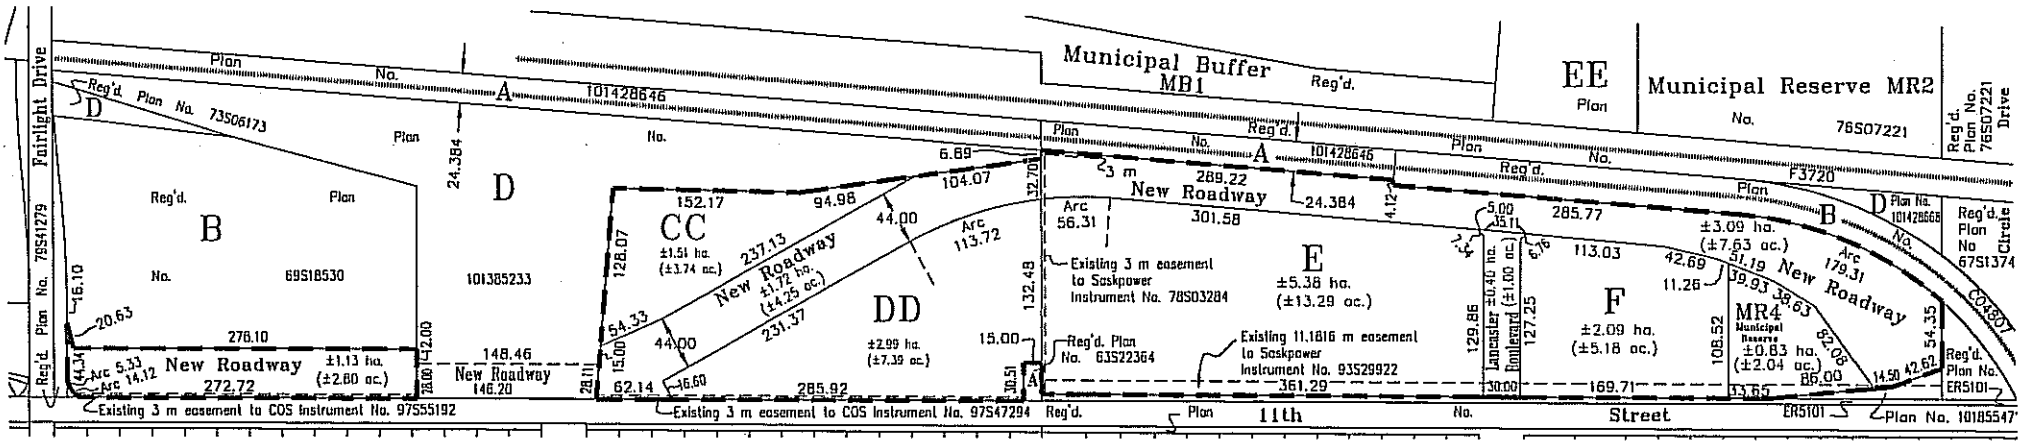 Fairlight Drive
Reg'd. Plan No. 79S41279
Plan
No.
A
101428646
D
Reg'd. Plan No. 73S06173
Plan
No.
24.384
D
101385233
Reg'd.
Plan
B
No.
69S18530
16.10
20.63
44.34
Arc 5.33
Arc 14.12
276.10
New Roadway
±1.13 ha.
(±2.80 ac.)
272.72
28.00
42.00
148.46
New Roadway
146.20
Existing 3 m easement to COS Instrument No. 97S55192
6.89
104.07
152.17
94.98
CC
±1.51 ha.
(±3.74 ac.)
128.07
237.13
44.00
New Roadway
±1.72 ha.
(±4.25 ac.)
231.37
Arc
113.72
54.33
15.00
44.00
28.11
62.14
16.60
285.92
DD
±2.99 ha.
(±7.39 ac.)
132.48
32.70
15.00
30.51
A
Existing 3 m easement to COS Instrument No. 97S47294
Municipal Buffer
MB1
Reg'd.
EE
Plan
Municipal Reserve MR2
No.
76S07221
Reg'd.
Plan No.
76S07221
Drive
Plan
No.
Reg'd.
A
101428646
Plan
No.
F3720
3 m
289.22
New Roadway
24.384
4.12
Reg'd.
Plan
B
No.
C04807
D
Plan No.
101428668
Reg'd.
Plan
No
67S1374
Circle
Arc
56.31
301.58
5.00
35.11
285.77
7.34
6.76
±3.09 ha.
(±7.63 ac.)
Arc
179.31
113.03
42.69
51.19
New Roadway
11.26
39.93
38.63
Existing 3 m easement
to Saskpower
Instrument No. 78S03284
E
±5.38 ha.
(±13.29 ac.)
Reg'd. Plan
No. 63S22364
Existing 11.1816 m easement
to Saskpower
Instrument No. 93S29922
129.86
Lancaster ±0.40 ha.
Boulevard (±1.00 ac.)
127.25
F
±2.09 ha.
(±5.18 ac.)
108.52
MR4
Municipal
Reserve
±0.83 ha.
(±2.04 ac.)
82.08
54.35
361.29
30.00
169.71
33.65
86.00
14.50
42.62
Reg'd.
Plan No.
ER5101
ER5101
Plan No. 10185547
Reg'd.
Plan
11th
No.
Street